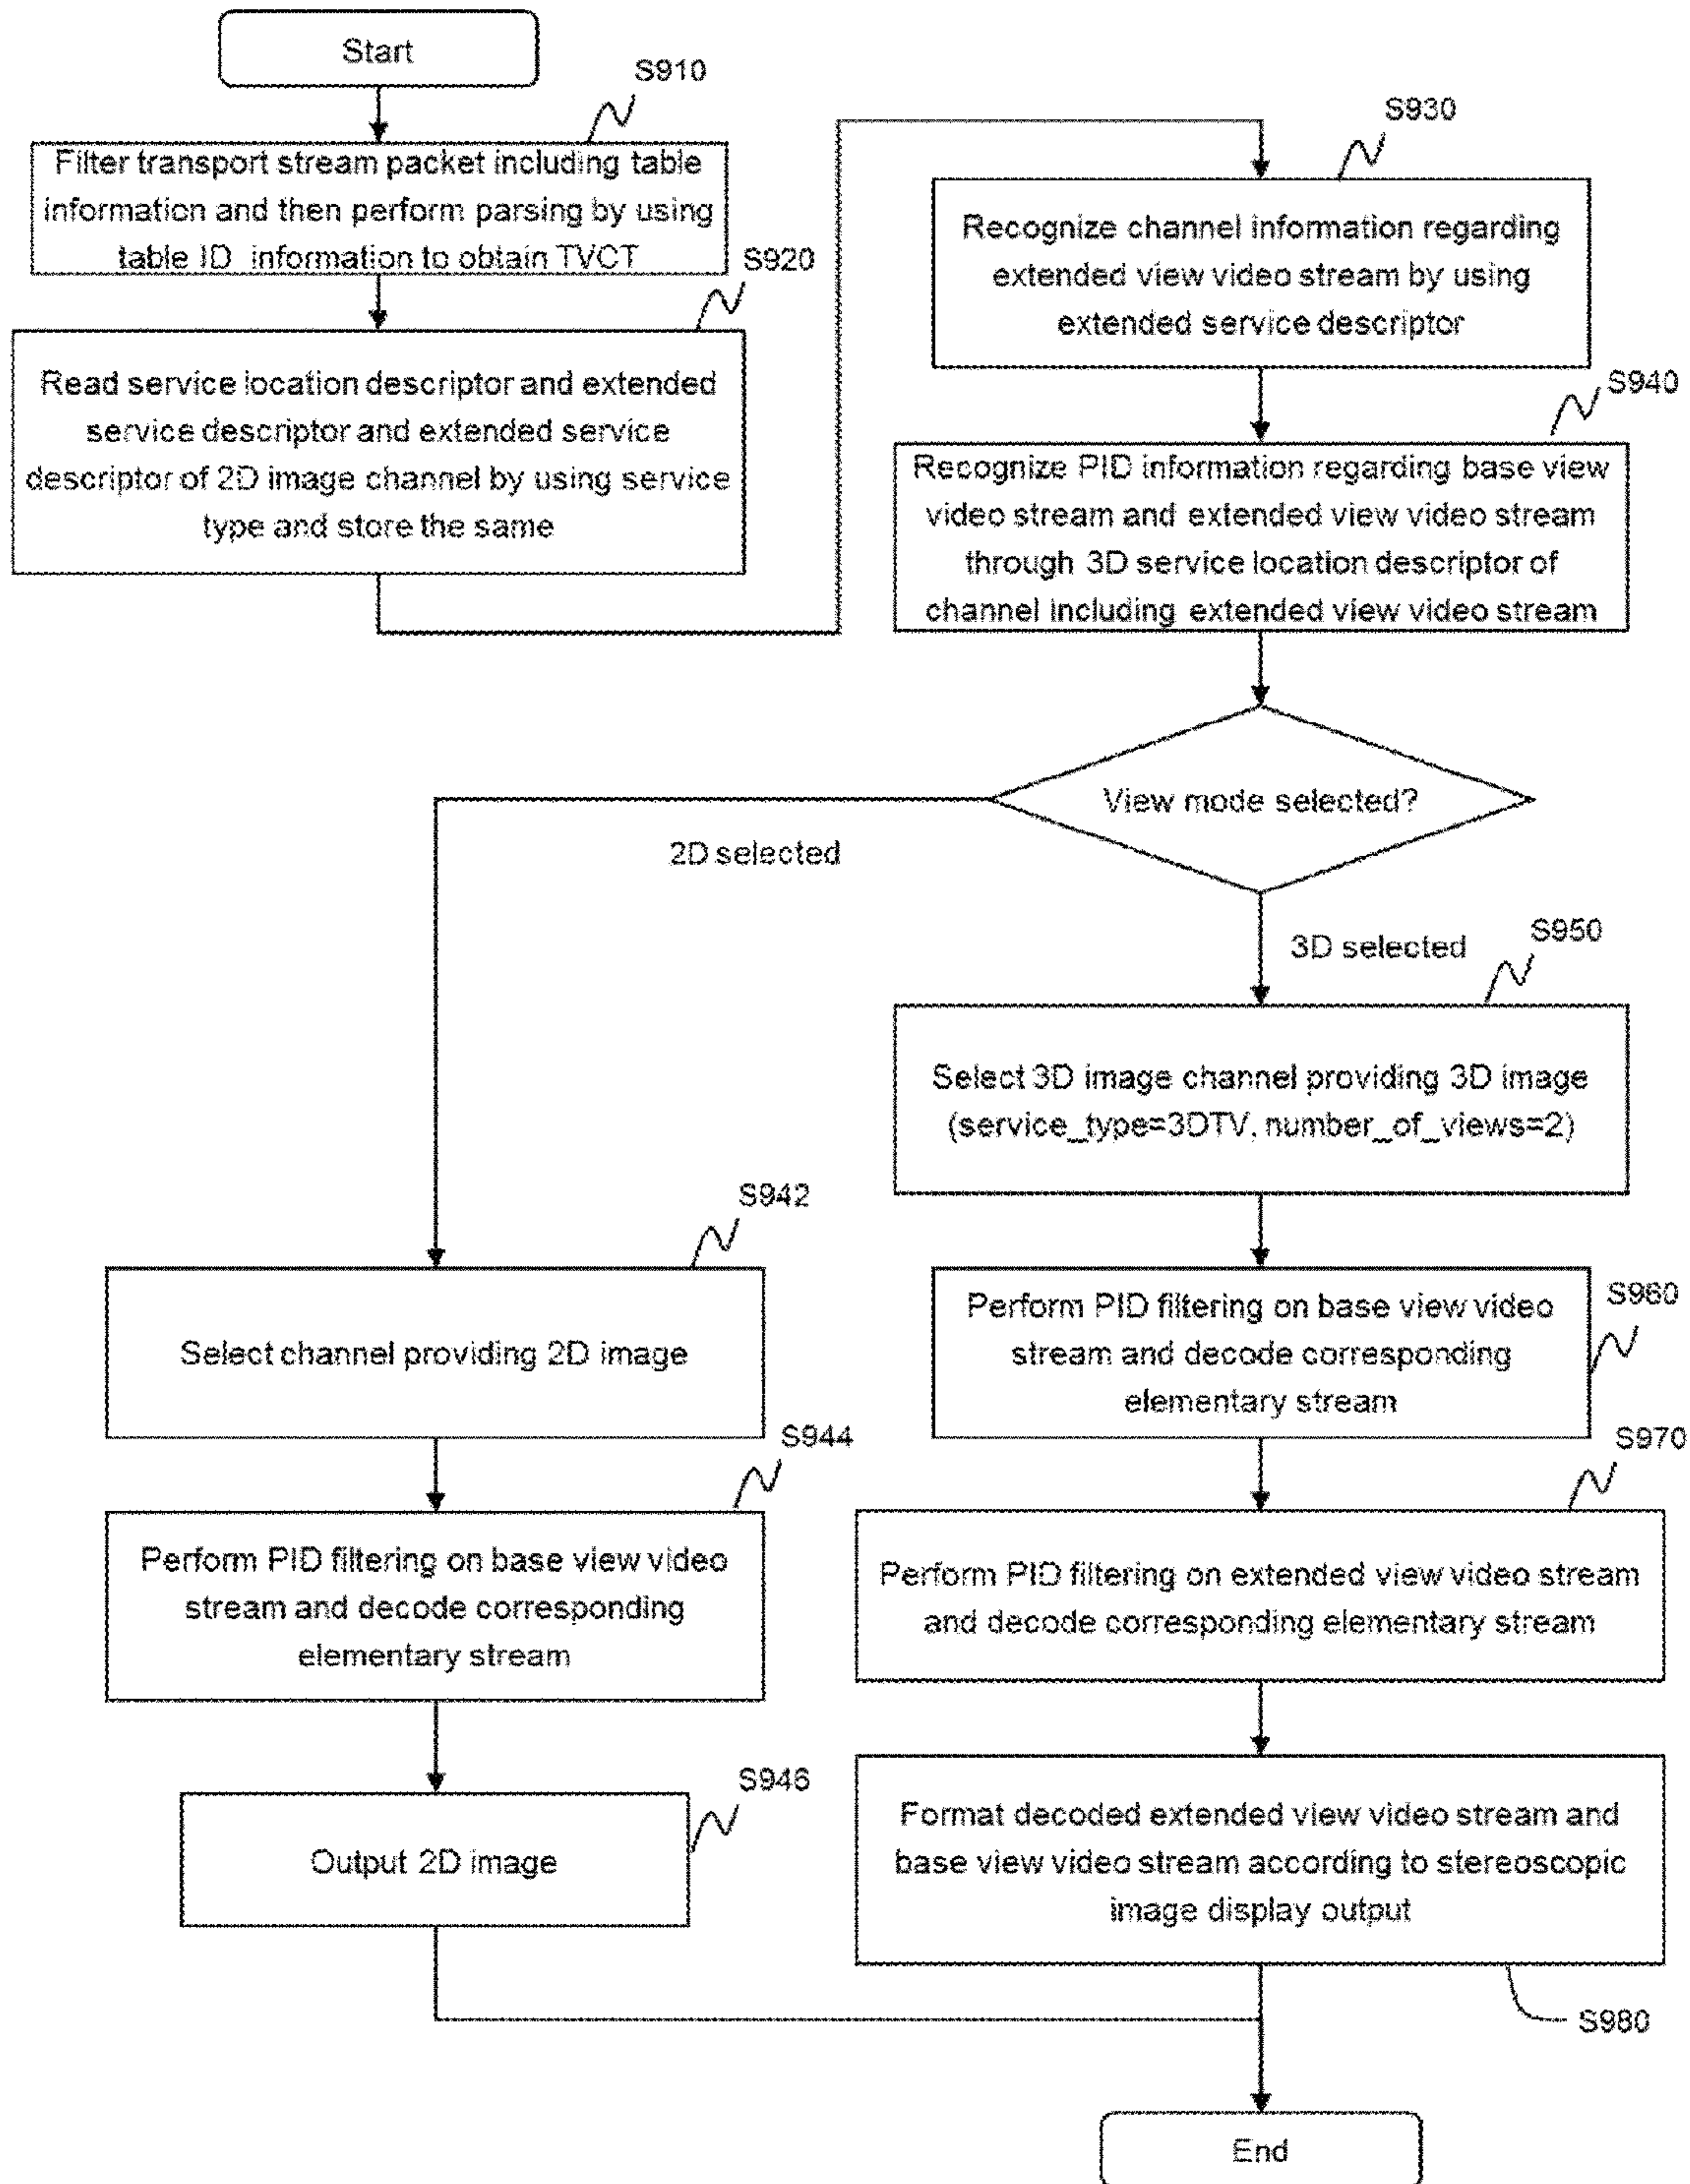 Start
S910
Filter transport stream packet including table
information and then perform parsing by using
table ID information to obtain TVCT
S920
Read service location descriptor and extended
service descriptor and extended service
descriptor of 2D image channel by using service
type and store the same
S930
Recognize channel information regarding
extended view video stream by using
extended service descriptor
S940
Recognize PID information regarding base view
video stream and extended view video stream
through 3D service location descriptor of
channel including extended view video stream
View mode selected?
2D selected
3D selected
S950
Select 3D image channel providing 3D image
(service_type=3DTV, number_of_views=2)
S942
Select channel providing 2D image
S944
Perform PID filtering on base view video
stream and decode corresponding
elementary stream
S946
Output 2D image
S960
Perform PID filtering on base view video
stream and decode corresponding
elementary stream
S970
Perform PID filtering on extended view video stream
and decode corresponding elementary stream
Format decoded extended view video stream and
base view video stream according to stereoscopic
image display output
S980
End